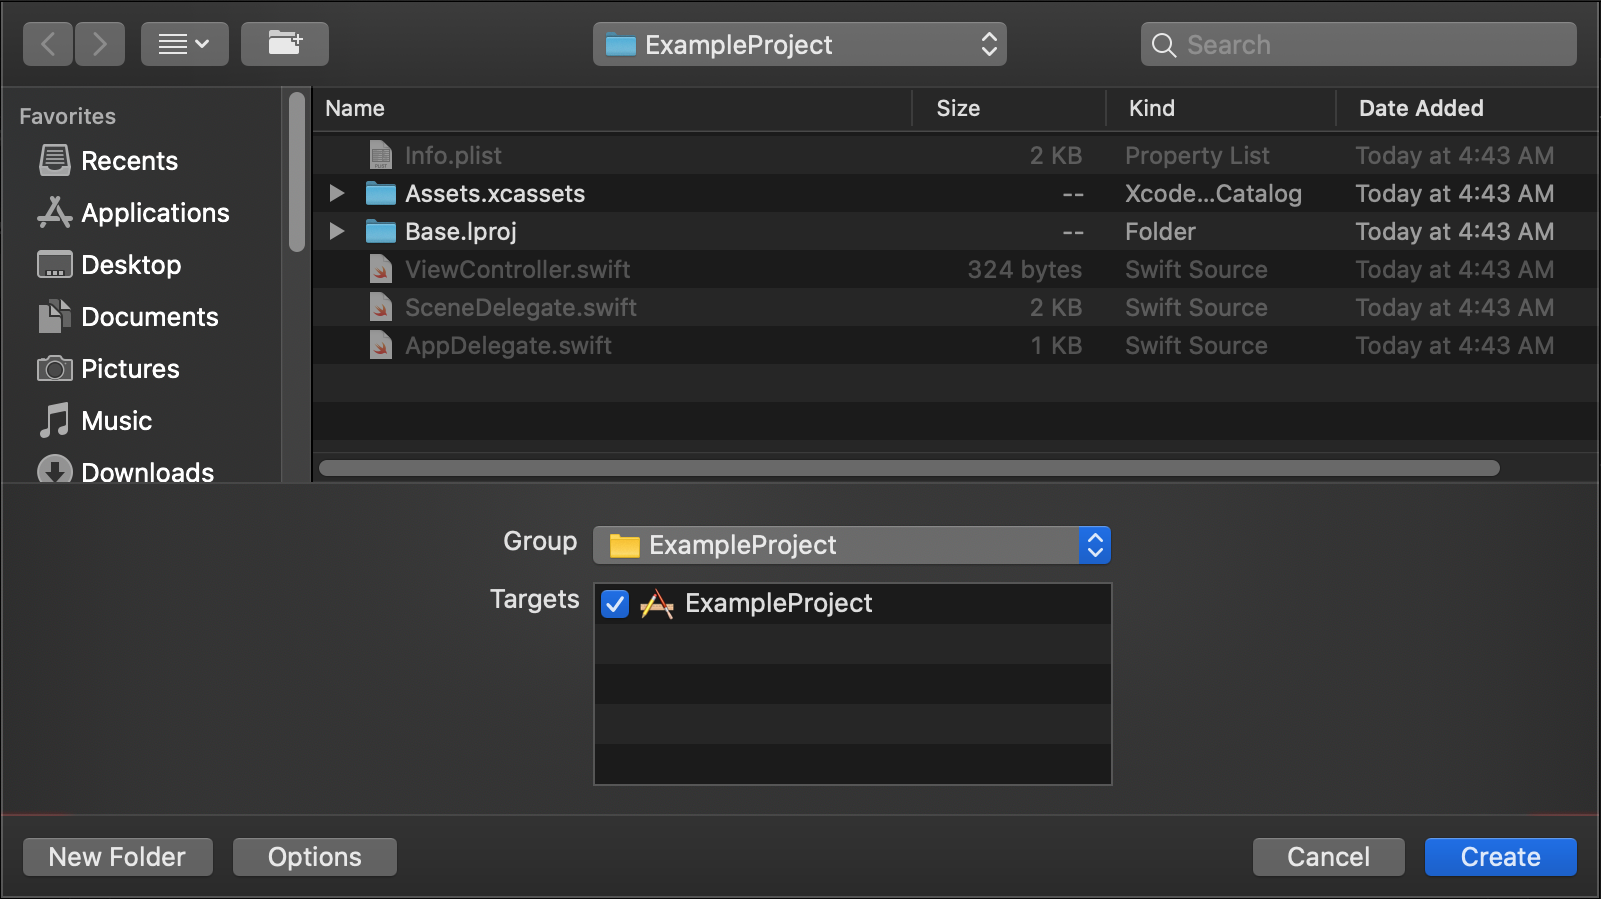 ExampleProject
Search
Favorites
Recents
Applications
Desktop
Documents
Pictures
Music
Downloads
Name Size Kind Date Added
Info.plist 2 KB Property List Today at 4:43 AM
Assets.xcassets -- Xcode...Catalog Today at 4:43 AM
Base.lproj -- Folder Today at 4:43 AM
ViewController.swift 324 bytes Swift Source Today at 4:43 AM
SceneDelegate.swift 2 KB Swift Source Today at 4:43 AM
AppDelegate.swift 1 KB Swift Source Today at 4:43 AM
Group ExampleProject
Targets ExampleProject
New Folder Options Cancel Create